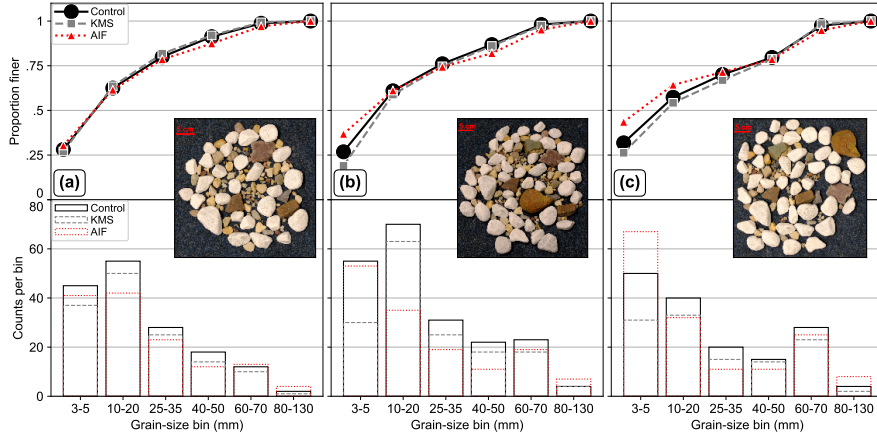 Control
KMS
AIF
Proportion finer
1
.75
.5
.25
0
5 cm
5 cm
5 cm
(a)
(b)
(c)
Control
KMS
AIF
Counts per bin
80
60
40
20
0
3-5 10-20 25-35 40-50 60-70 80-130
3-5 10-20 25-35 40-50 60-70 80-130
3-5 10-20 25-35 40-50 60-70 80-130
Grain-size bin (mm)
Grain-size bin (mm)
Grain-size bin (mm)